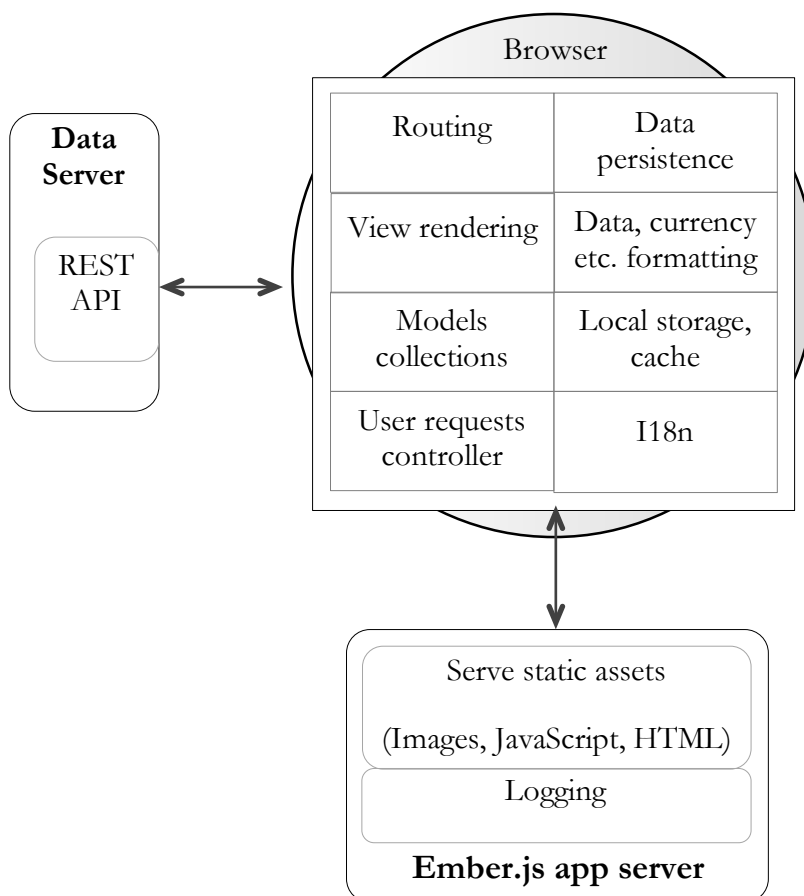 Browser
Data
Server
REST
API
Routing
Data
persistence
View rendering
Data, currency
etc. formatting
Models
collections
Local storage,
cache
User requests
controller
I18n
Serve static assets
(Images, JavaScript, HTML)
Logging
Ember.js app server